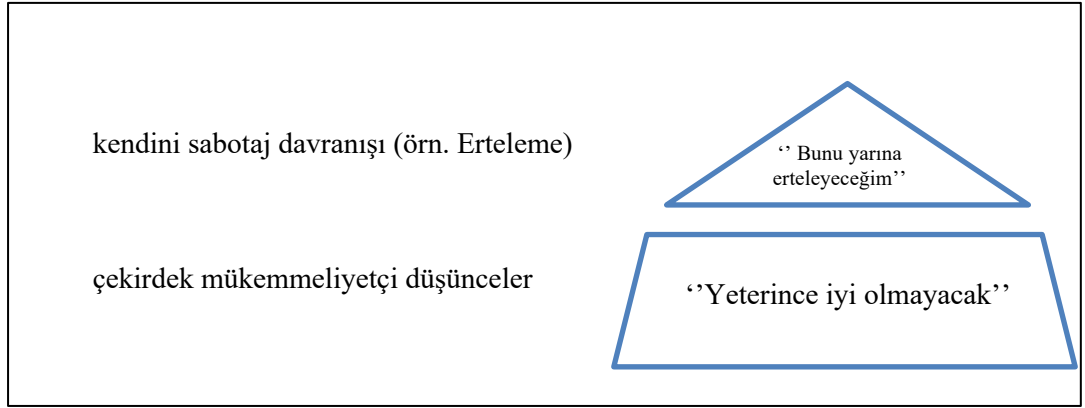 kendini sabotaj davranışı (örn. Erteleme)
‘’ Bunu yarına
erteleyeceğim’’
çekirdek mükemmeliyetçi düşünceler
‘’Yeterince iyi olmayacak’’